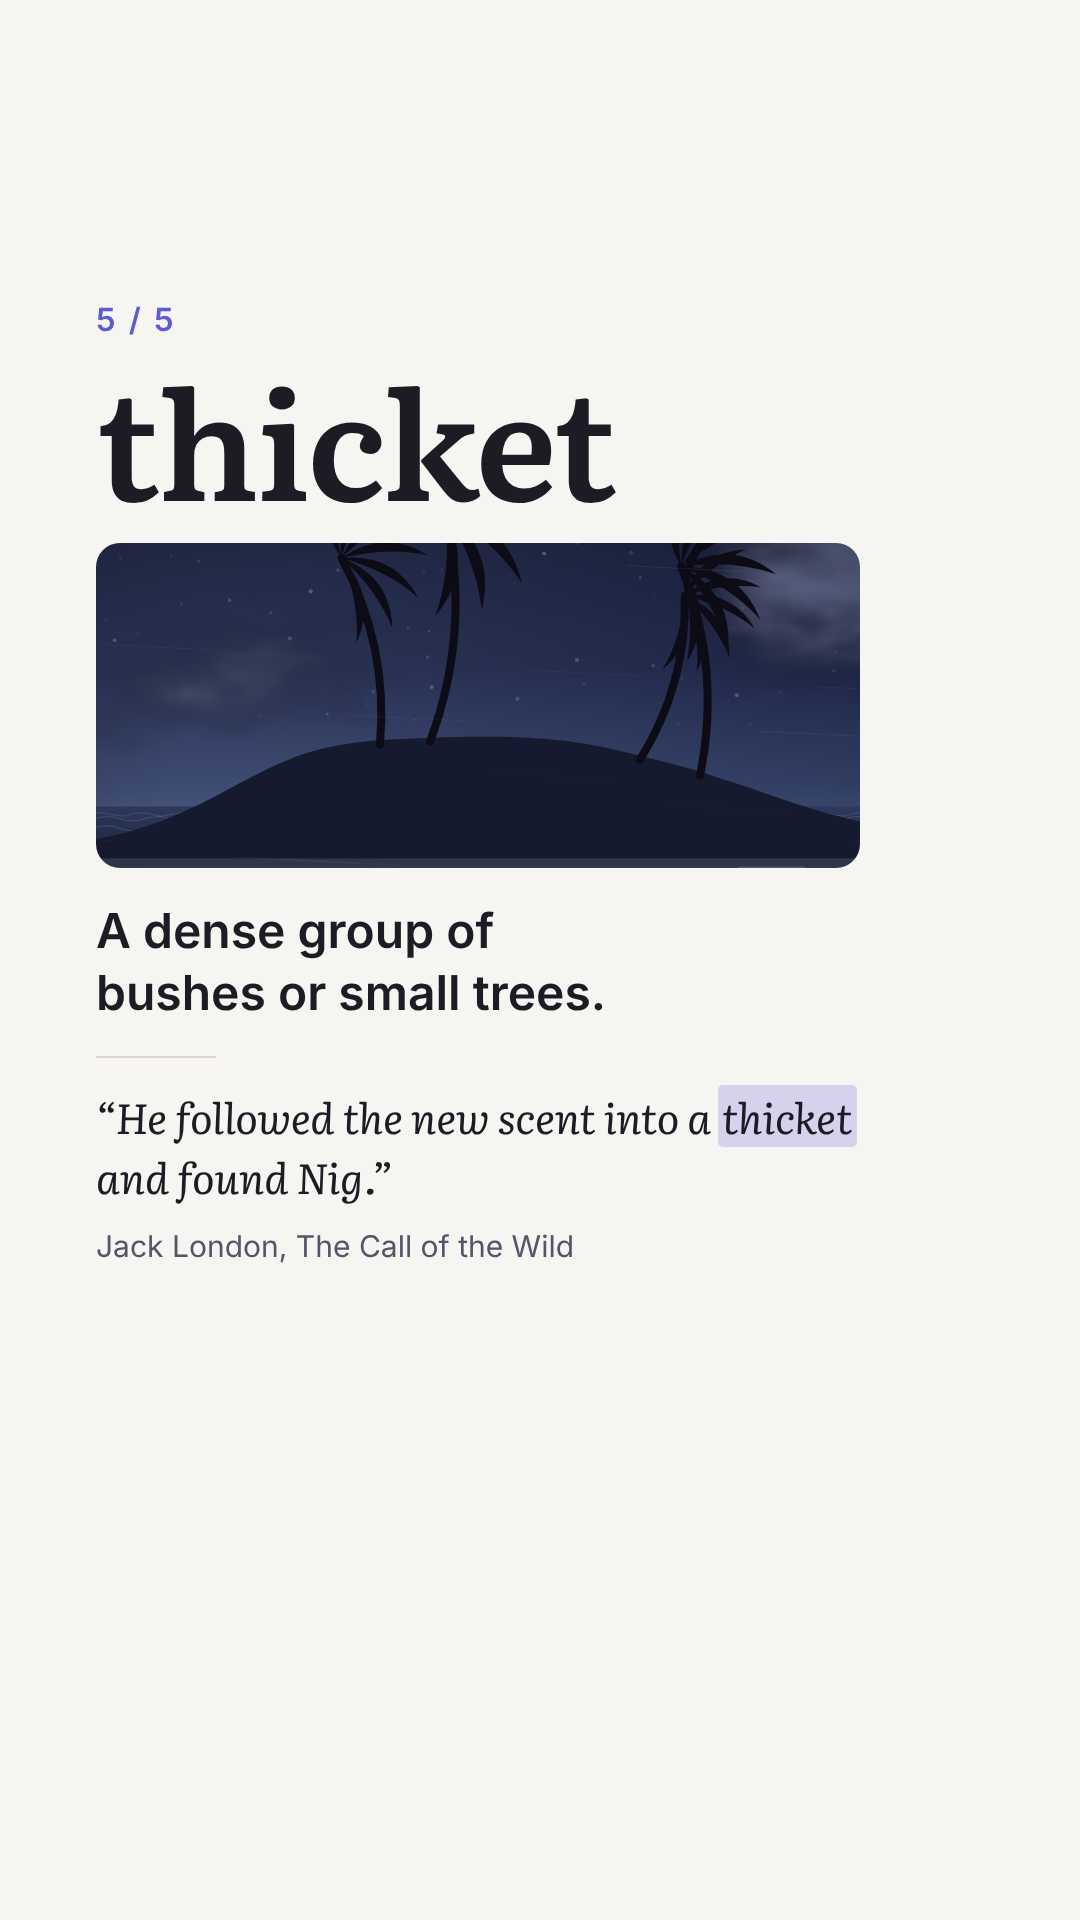 5 / 5
thicket
A dense group of
bushes or small trees.
“He followed the new scent into a thicket
and found Nig.”
Jack London, The Call of the Wild